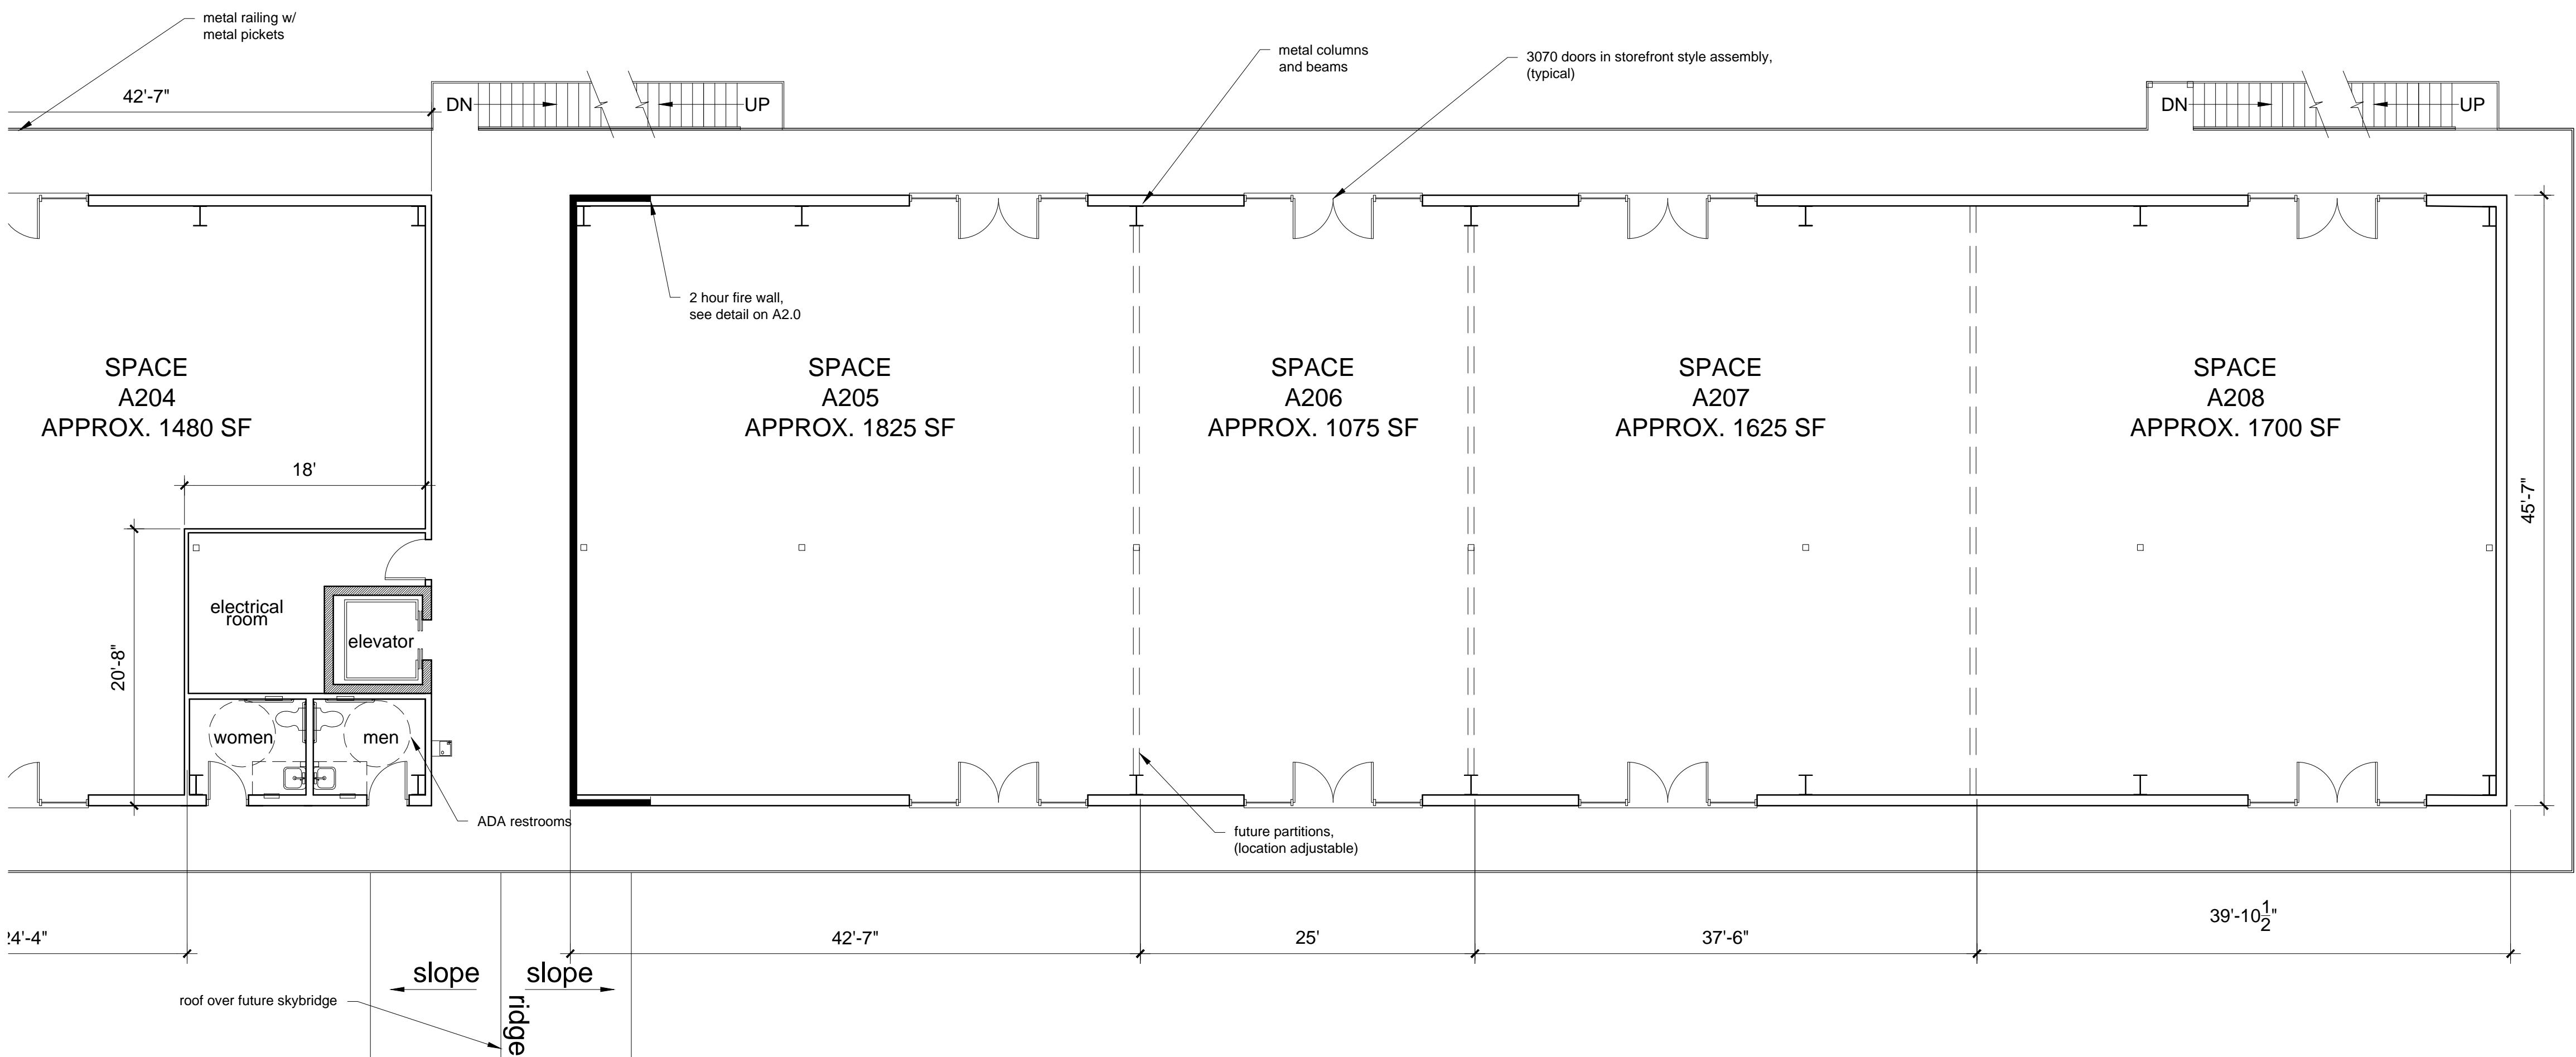 metal railing w/
metal pickets
metal columns
and beams
3070 doors in storefront style assembly,
(typical)
42'-7"
DN
UP
DN
UP
2 hour fire wall,
see detail on A2.0
SPACE
A204
APPROX. 1480 SF
SPACE
A205
APPROX. 1825 SF
SPACE
A206
APPROX. 1075 SF
SPACE
A207
APPROX. 1625 SF
SPACE
A208
APPROX. 1700 SF
18'
45'-7"
electrical
room
elevator
20'-8"
women
men
ADA restrooms
future partitions,
(location adjustable)
24'-4"
42'-7"
25'
37'-6"
39'-10 1/2"
slope
slope
roof over future skybridge
ridge